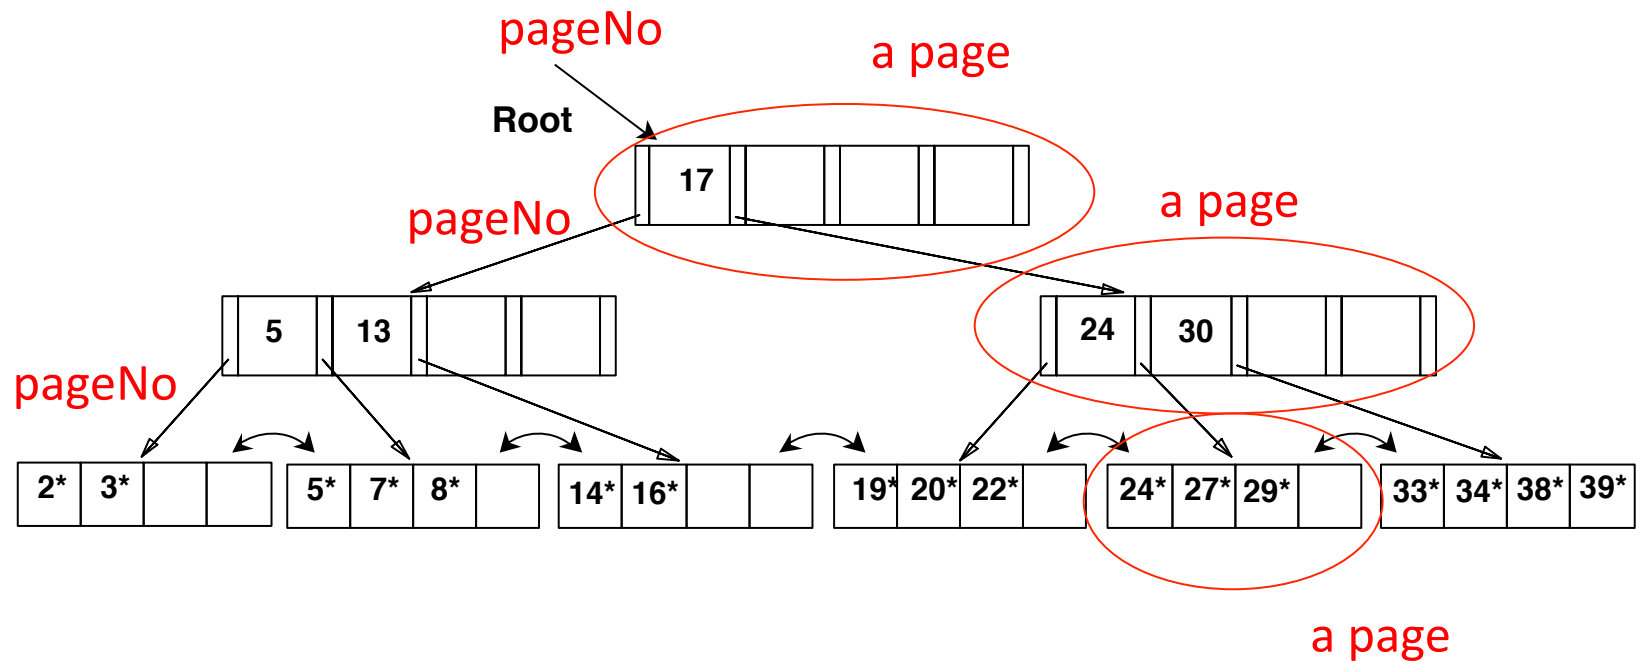 pageNo
a page
Root
17
pageNo
a page
5 13
24 30
pageNo
2* 3*
5* 7* 8*
14* 16*
19* 20* 22*
24* 27* 29*
33* 34* 38* 39*
a page